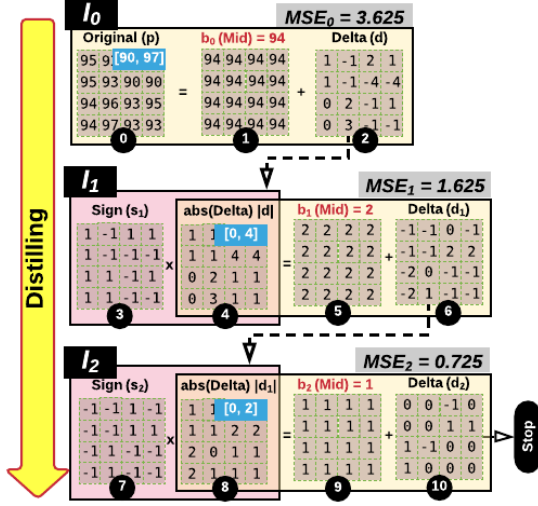 I0
MSE0 = 3.625
Original (p)
b0 (Mid) = 94
Delta (d)
95 9 [90, 97]
95 93 90 90
94 96 93 95
94 97 93 93
0
=
94 94 94 94
94 94 94 94
94 94 94 94
94 94 94 94
1
+
1 -1 2 1
1 -1 -4 -4
0 2 -1 1
0 3 -1 -1
2
Distilling
I1
MSE1 = 1.625
Sign (s1)
abs(Delta) |d|
b1 (Mid) = 2
Delta (d1)
1 -1 1 1
1 -1 -1 -1
1 1 -1 1
1 1 -1 -1
3
x
1 1 [0, 4]
1 1 4 4
0 2 1 1
0 3 1 1
4
=
2 2 2 2
2 2 2 2
2 2 2 2
2 2 2 2
5
+
-1 -1 0 -1
-1 -1 2 2
-2 0 -1 -1
-2 1 -1 -1
6
I2
MSE2 = 0.725
Sign (s2)
abs(Delta) |d1|
b2 (Mid) = 1
Delta (d2)
-1 -1 1 -1
-1 -1 1 1
-1 1 -1 -1
-1 1 -1 -1
7
x
1 1 [0, 2]
1 1 2 2
2 0 1 1
2 1 1 1
8
=
1 1 1 1
1 1 1 1
1 1 1 1
1 1 1 1
9
+
0 0 -1 0
0 0 1 1
1 -1 0 0
1 0 0 0
10
Stop